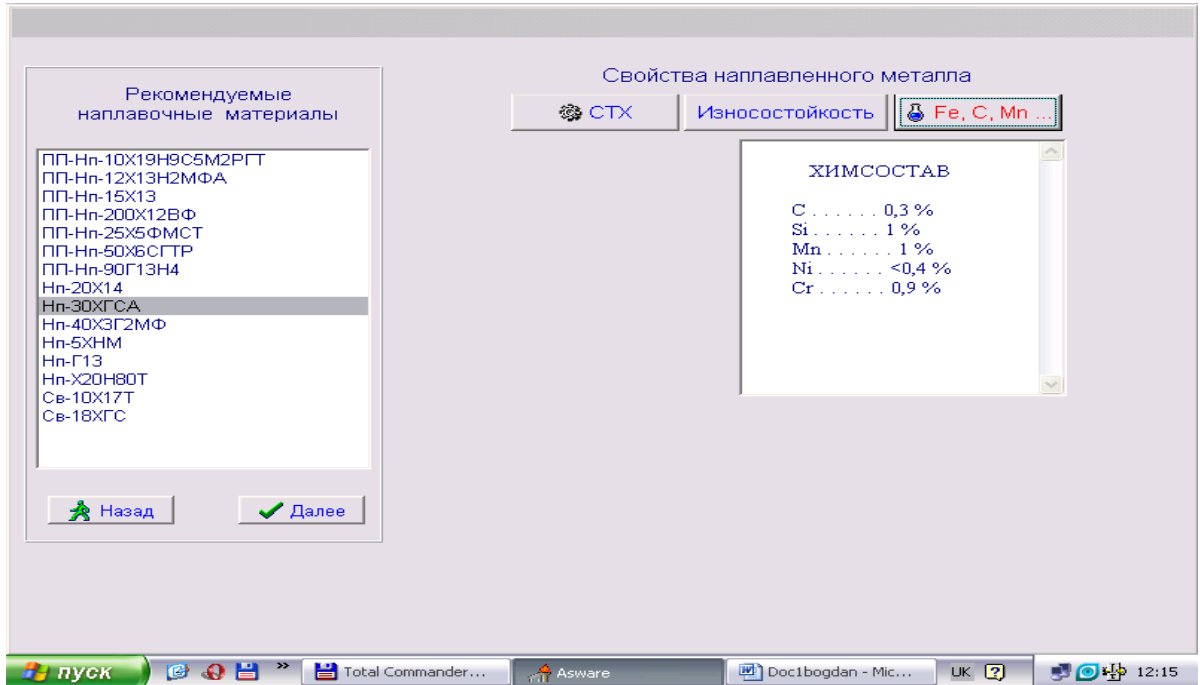 Рекомендуемые
наплавочные материалы
ПП-Нп-10Х19Н9С5М2РГТ
ПП-Нп-12Х13Н2МФА
ПП-Нп-15Х13
ПП-Нп-200Х12ВФ
ПП-Нп-25Х5ФМСТ
ПП-Нп-50Х6СГТР
ПП-Нп-90Г13Н4
Нп-20Х14
Нп-30ХГСА
Нп-40Х3Г2МФ
Нп-5ХНМ
Нп-Г13
Нп-Х20Н80Т
Св-10Х17Т
Св-18ХГС
Назад Далее
Свойства наплавленного металла
СТХ Износостойкость Fe, C, Mn ...
ХИМСОСТАВ
C . . . . . . 0,3 %
Si . . . . . . 1 %
Mn . . . . . . 1 %
Ni . . . . . . <0,4 %
Cr . . . . . . 0,9 %
пуск » Total Commander... Asware Doc1bogdan - Mic... UK ? 12:15